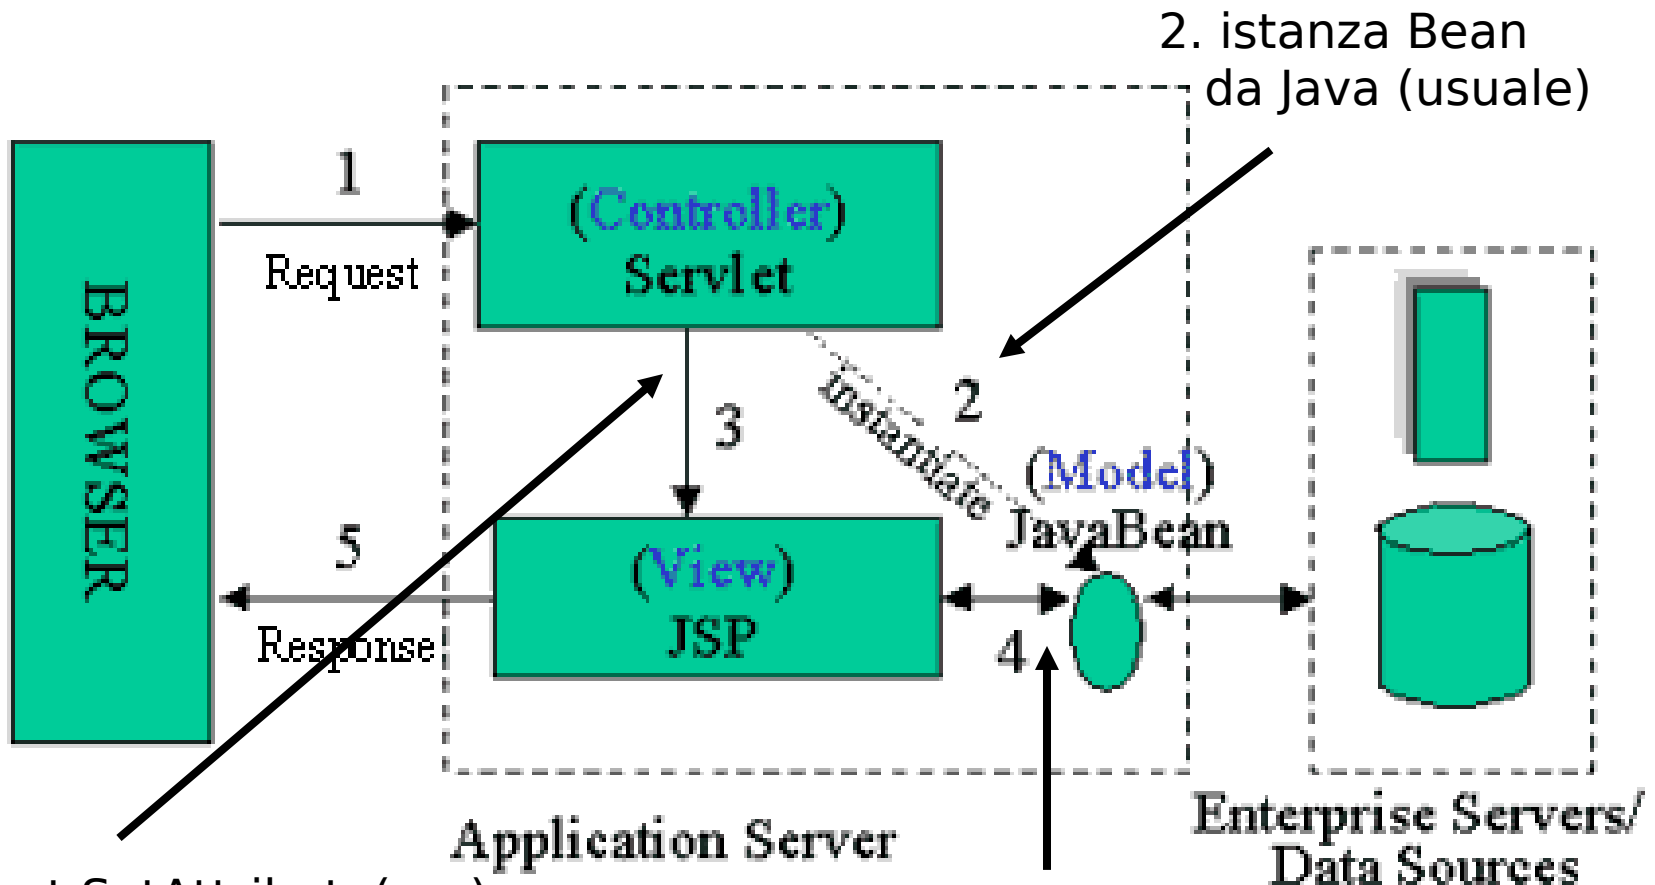 2. istanza Bean
da Java (usuale)
1
Request
(Controller)
Servlet
BROWSER
2
instantiate
3
(Model)
JavaBean
5
Response
(View)
JSP
4
Application Server
Enterprise Servers/
Data Sources